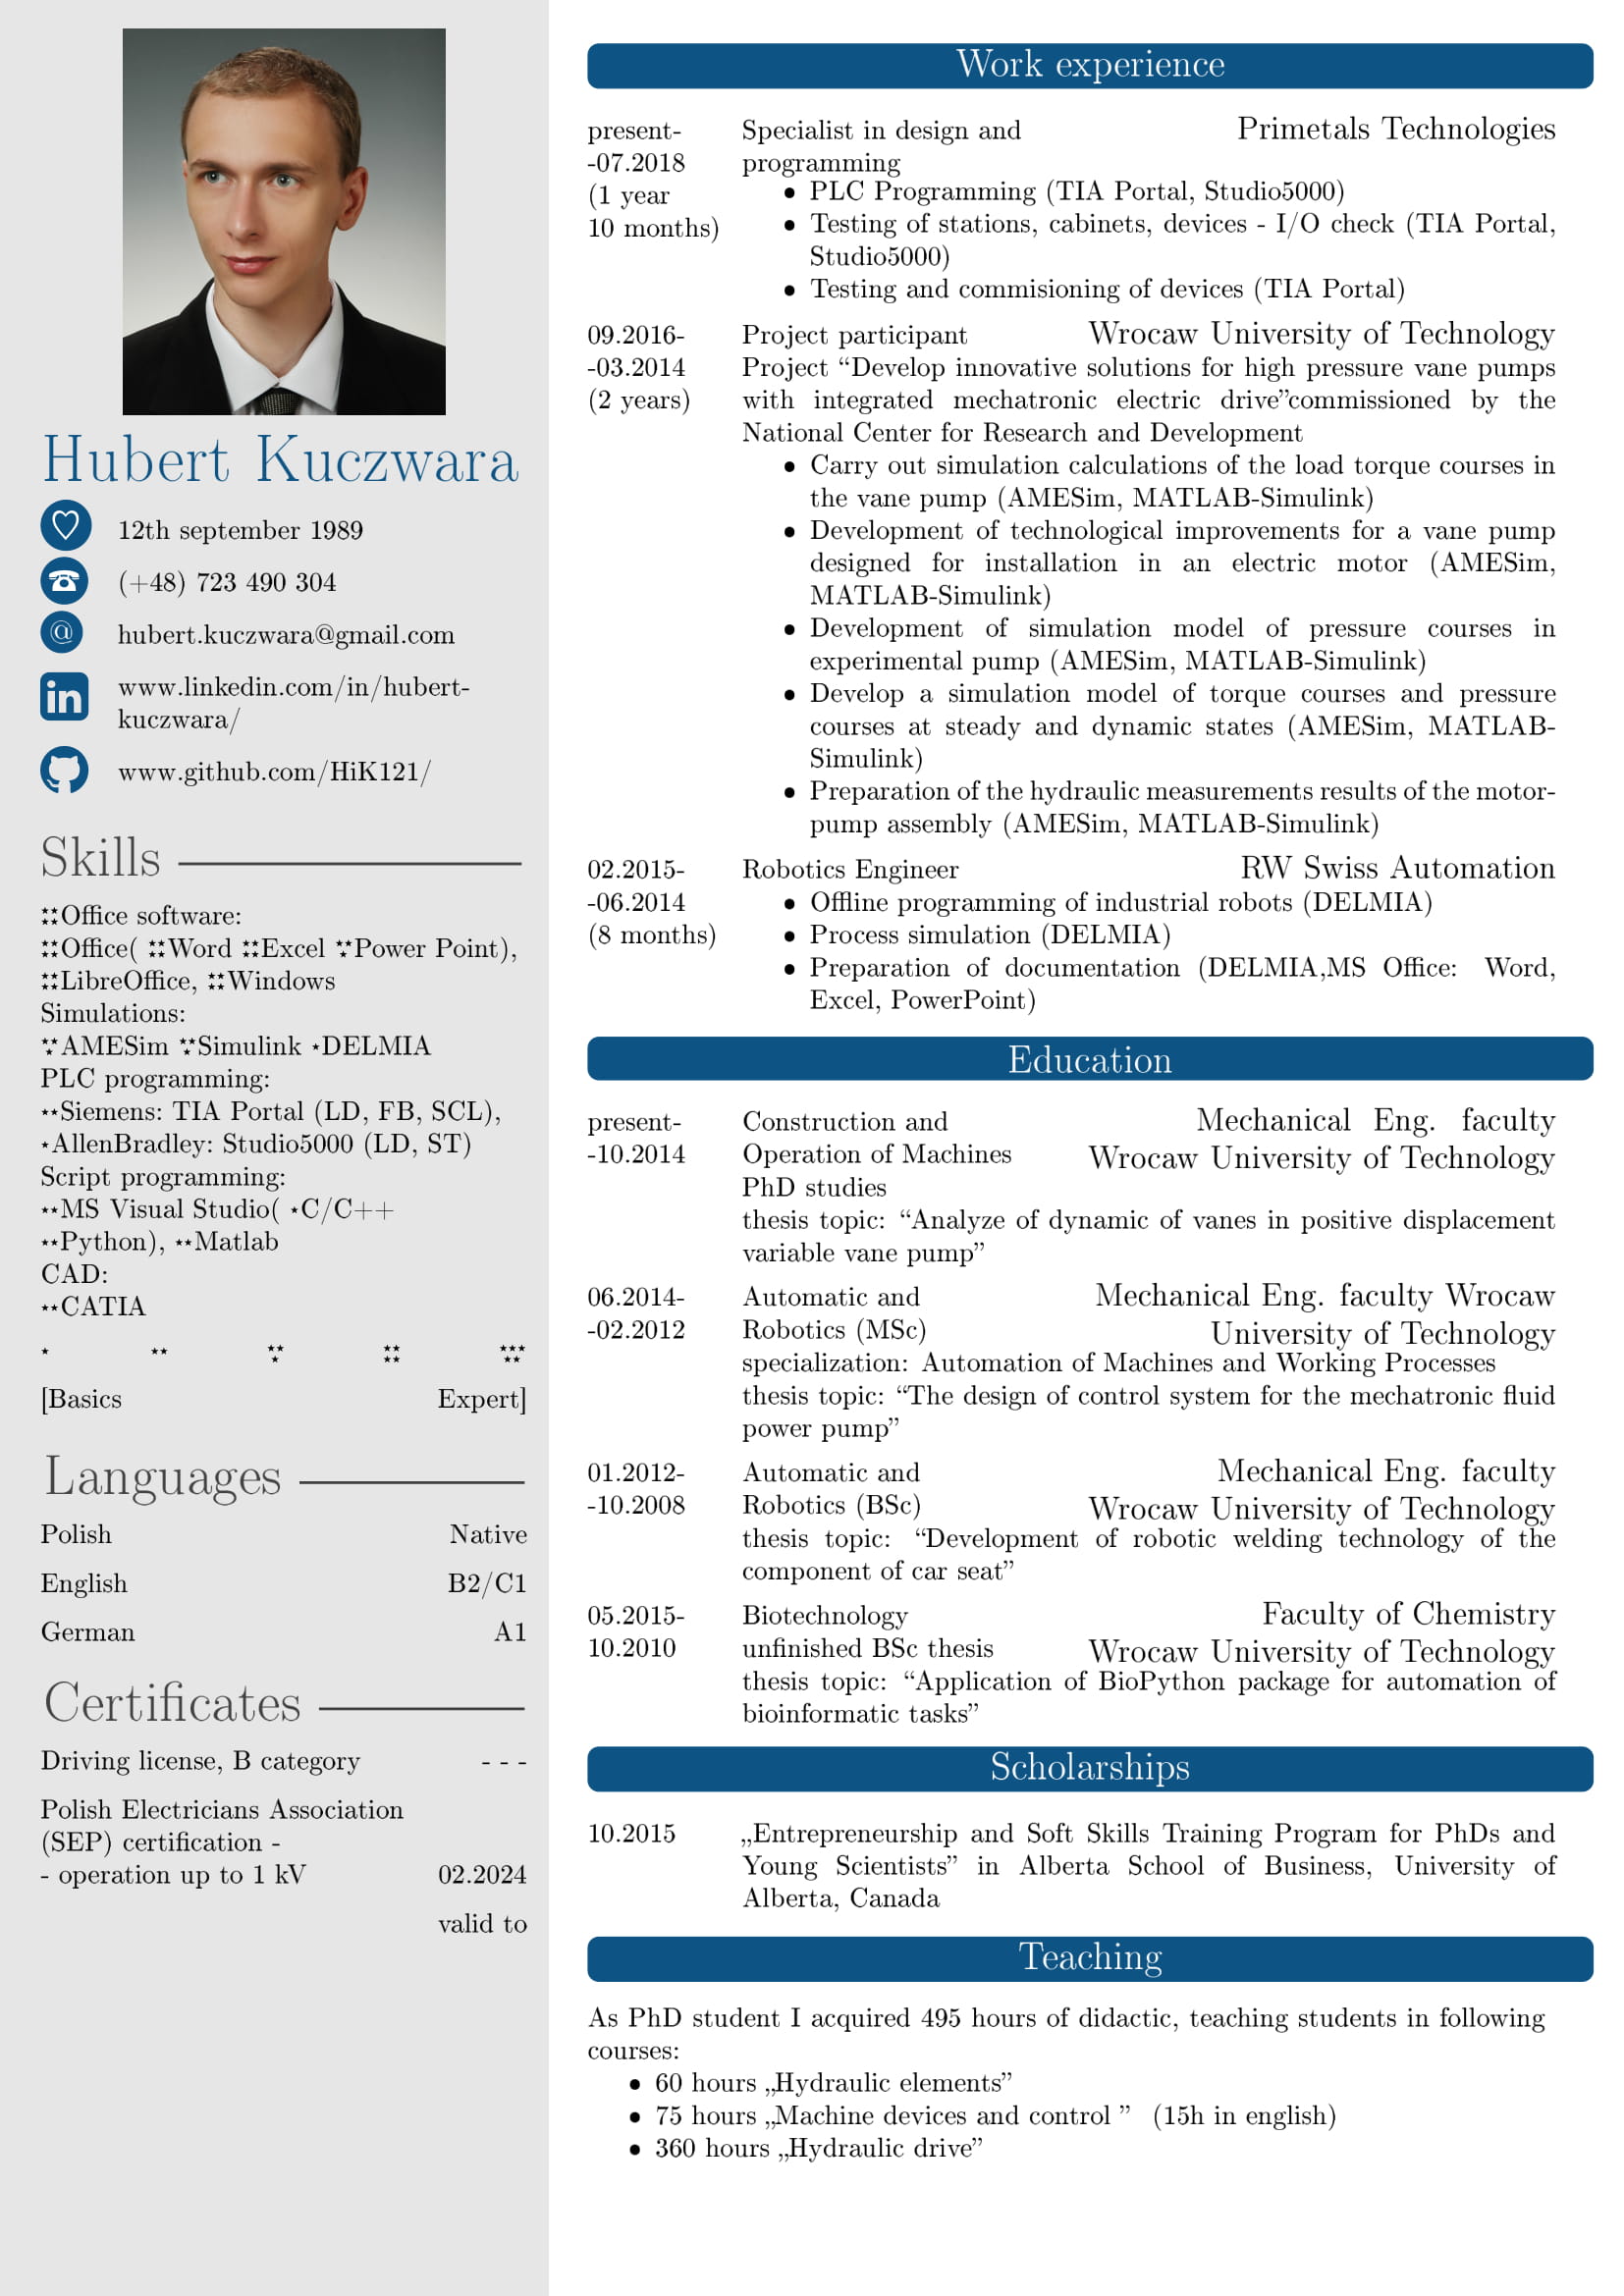 Hubert Kuczwara
12th september 1989
(+48) 723 490 304
@
hubert.kuczwara@gmail.com
in
www.linkedin.com/in/hubert-
kuczwara/
www.github.com/HiK121/
Skills
⋆⋆⋆⋆Office software:
⋆⋆⋆⋆Office( ⋆⋆⋆⋆Word ⋆⋆⋆⋆Excel ⋆⋆⋆Power Point),
⋆⋆⋆⋆LibreOffice, ⋆⋆⋆⋆Windows
Simulations:
⋆⋆⋆AMESim ⋆⋆⋆Simulink ⋆DELMIA
PLC programming:
⋆⋆Siemens: TIA Portal (LD, FB, SCL),
⋆AllenBradley: Studio5000 (LD, ST)
Script programming:
⋆⋆MS Visual Studio( ⋆C/C++
⋆⋆Python), ⋆⋆Matlab
CAD:
⋆⋆CATIA
⋆ ⋆⋆ ⋆⋆⋆ ⋆⋆⋆⋆ ⋆⋆⋆⋆⋆
[Basics Expert]
Languages
Polish Native
English B2/C1
German A1
Certificates
Driving license, B category - - -
Polish Electricians Association
(SEP) certification -
- operation up to 1 kV 02.2024
valid to
Work experience
present- Specialist in design and Primetals Technologies
-07.2018 programming
(1 year • PLC Programming (TIA Portal, Studio5000)
10 months) • Testing of stations, cabinets, devices - I/O check (TIA Portal,
Studio5000)
• Testing and commisioning of devices (TIA Portal)
09.2016- Project participant Wrocaw University of Technology
-03.2014 Project “Develop innovative solutions for high pressure vane pumps
(2 years) with integrated mechatronic electric drive”commissioned by the
National Center for Research and Development
• Carry out simulation calculations of the load torque courses in
the vane pump (AMESim, MATLAB-Simulink)
• Development of technological improvements for a vane pump
designed for installation in an electric motor (AMESim,
MATLAB-Simulink)
• Development of simulation model of pressure courses in
experimental pump (AMESim, MATLAB-Simulink)
• Develop a simulation model of torque courses and pressure
courses at steady and dynamic states (AMESim, MATLAB-
Simulink)
• Preparation of the hydraulic measurements results of the motor-
pump assembly (AMESim, MATLAB-Simulink)
02.2015- Robotics Engineer RW Swiss Automation
-06.2014 • Offline programming of industrial robots (DELMIA)
(8 months) • Process simulation (DELMIA)
• Preparation of documentation (DELMIA,MS Office: Word,
Excel, PowerPoint)
Education
present- Construction and Mechanical Eng. faculty
-10.2014 Operation of Machines Wrocaw University of Technology
PhD studies
thesis topic: “Analyze of dynamic of vanes in positive displacement
variable vane pump”
06.2014- Automatic and Mechanical Eng. faculty Wrocaw
-02.2012 Robotics (MSc) University of Technology
specialization: Automation of Machines and Working Processes
thesis topic: “The design of control system for the mechatronic fluid
power pump”
01.2012- Automatic and Mechanical Eng. faculty
-10.2008 Robotics (BSc) Wrocaw University of Technology
thesis topic: “Development of robotic welding technology of the
component of car seat”
05.2015- Biotechnology Faculty of Chemistry
10.2010 unfinished BSc thesis Wrocaw University of Technology
thesis topic: “Application of BioPython package for automation of
bioinformatic tasks”
Scholarships
10.2015 „Entrepreneurship and Soft Skills Training Program for PhDs and
Young Scientists” in Alberta School of Business, University of
Alberta, Canada
Teaching
As PhD student I acquired 495 hours of didactic, teaching students in following
courses:
• 60 hours „Hydraulic elements”
• 75 hours „Machine devices and control ” (15h in english)
• 360 hours „Hydraulic drive”